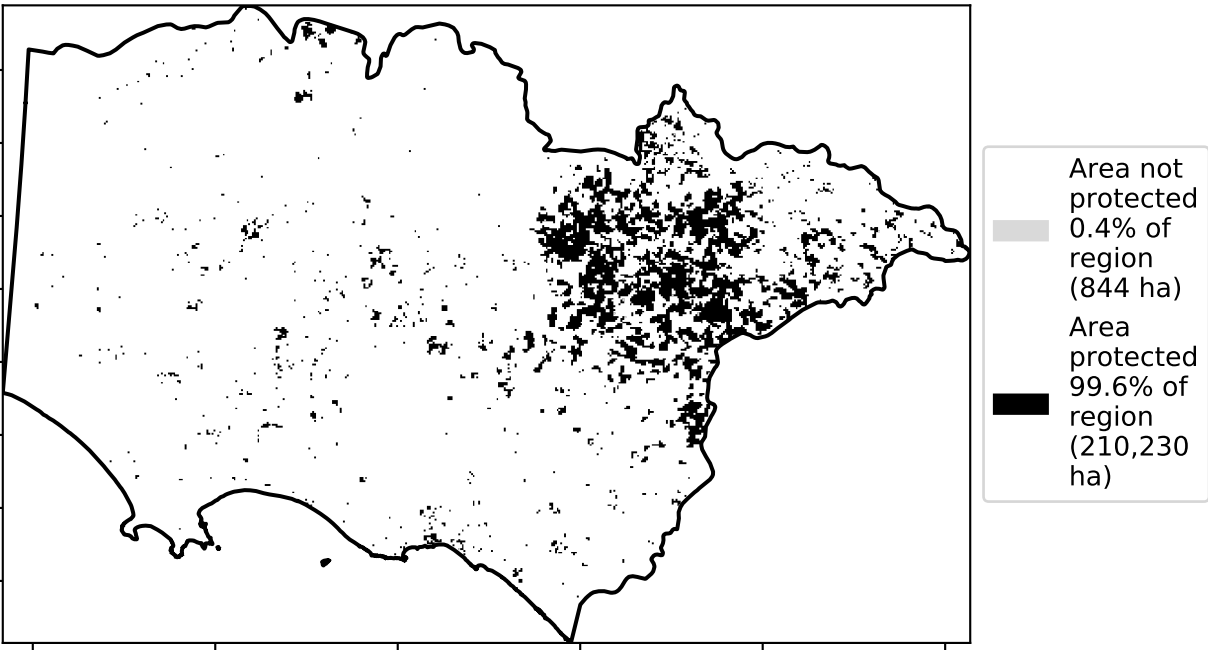 Area not
protected
0.4% of
region
(844 ha)
Area
protected
99.6% of
region
(210,230
ha)